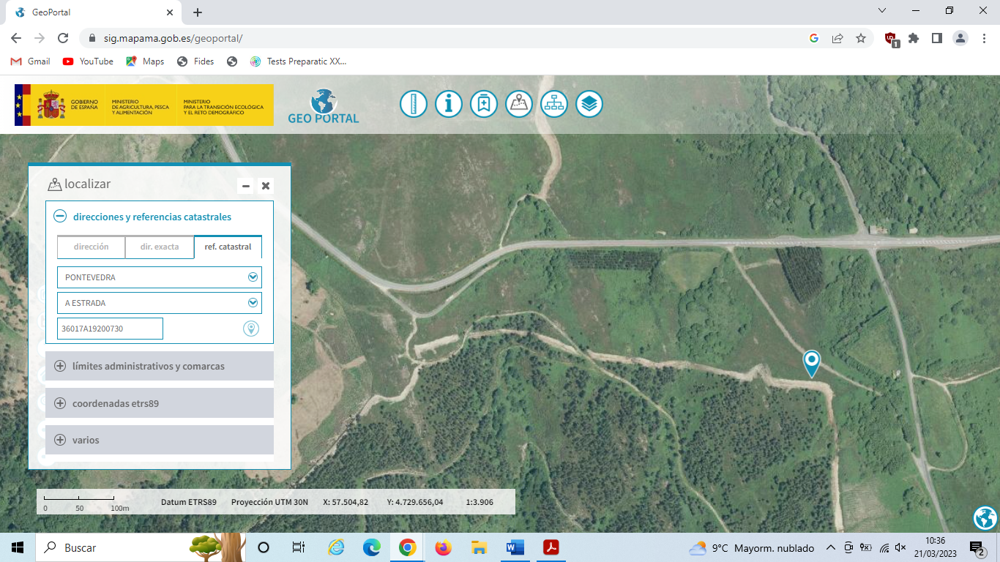 GeoPortal
sig.mapama.gob.es/geoportal/
1
Gmail
YouTube
Maps
Fides
Tests Preparatic XX...
GOBIERNO
DE ESPAÑA
MINISTERIO
DE AGRICULTURA, PESCA
Y ALIMENTACIÓN
MINISTERIO
PARA LA TRANSICIÓN ECOLÓGICA
Y EL RETO DEMOGRÁFICO
GEO PORTAL
localizar
direcciones y referencias catastrales
dirección
dir. exacta
ref. catastral
PONTEVEDRA
A ESTRADA
36017A19200730
límites administrativos y comarcas
coordenadas etrs89
varios
0 50 100m
Datum ETRS89
Proyección UTM 30N
X: 57.504,82
Y: 4.729.656,04
1:3.906
Buscar
9°C Mayorm. nublado
10:36
21/03/2023
2